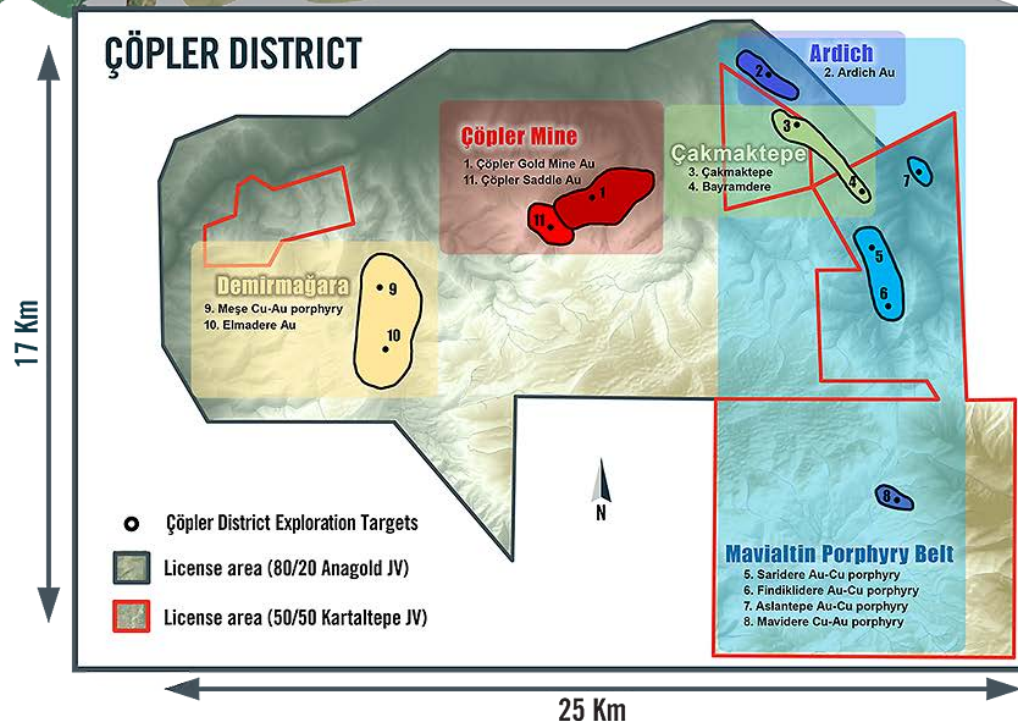 ÇÖPLER DISTRICT
Ardich
2. Ardich Au
2
Çöpler Mine
1. Çöpler Gold Mine Au
11. Çöpler Saddle Au
1
11
Çakmaktepe
3. Çakmaktepe
4. Bayramdere
3
4
7
5
6
Demirmağara
9. Meşe Cu-Au porphyry
10. Elmadere Au
9
10
17 Km
N
8
Çöpler District Exploration Targets
License area (80/20 Anagold JV)
License area (50/50 Kartaltepe JV)
Mavialtin Porphyry Belt
5. Saridere Au-Cu porphyry
6. Findiklidere Au-Cu porphyry
7. Aslantepe Au-Cu porphyry
8. Mavidere Cu-Au porphyry
25 Km